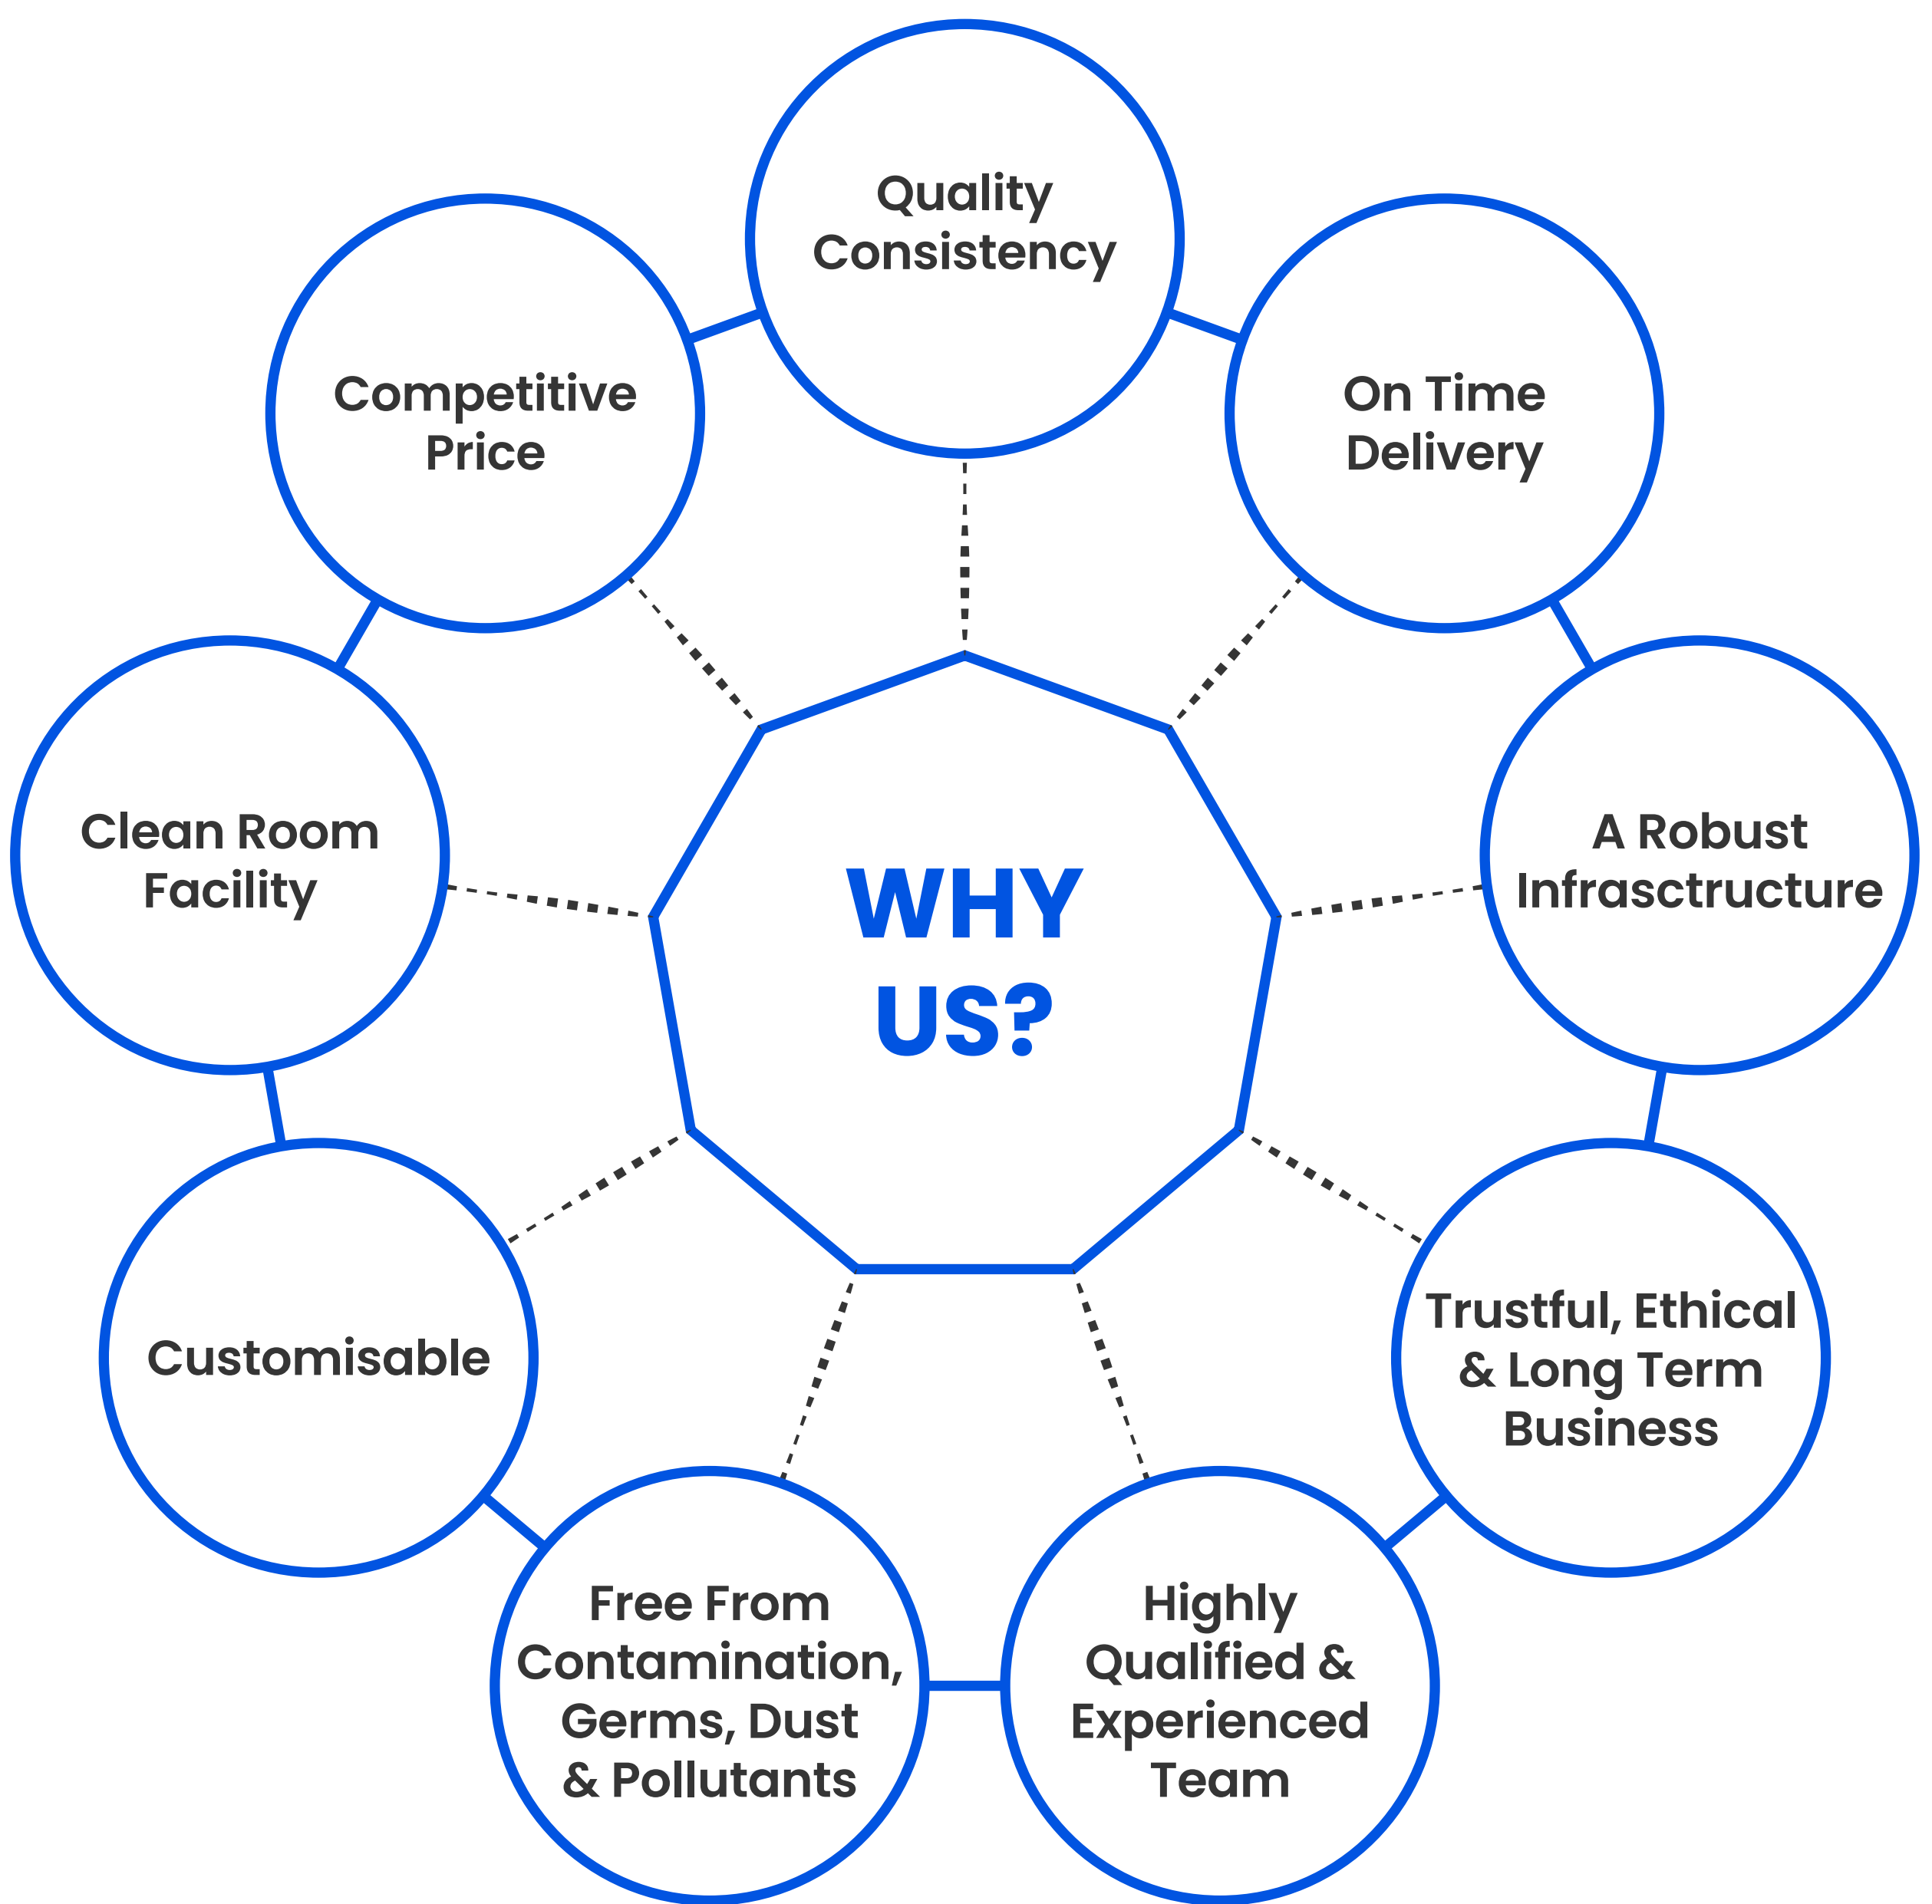 Quality
Consistency
On Time
Delivery
A Robust
Infrasctructure
Trustful, Ethical
& Long Term
Business
Highly
Qualified &
Experienced
Team
Free From
Contamination,
Germs, Dust
& Pollutants
Customisable
Clean Room
Facility
Competitive
Price
WHY
US?